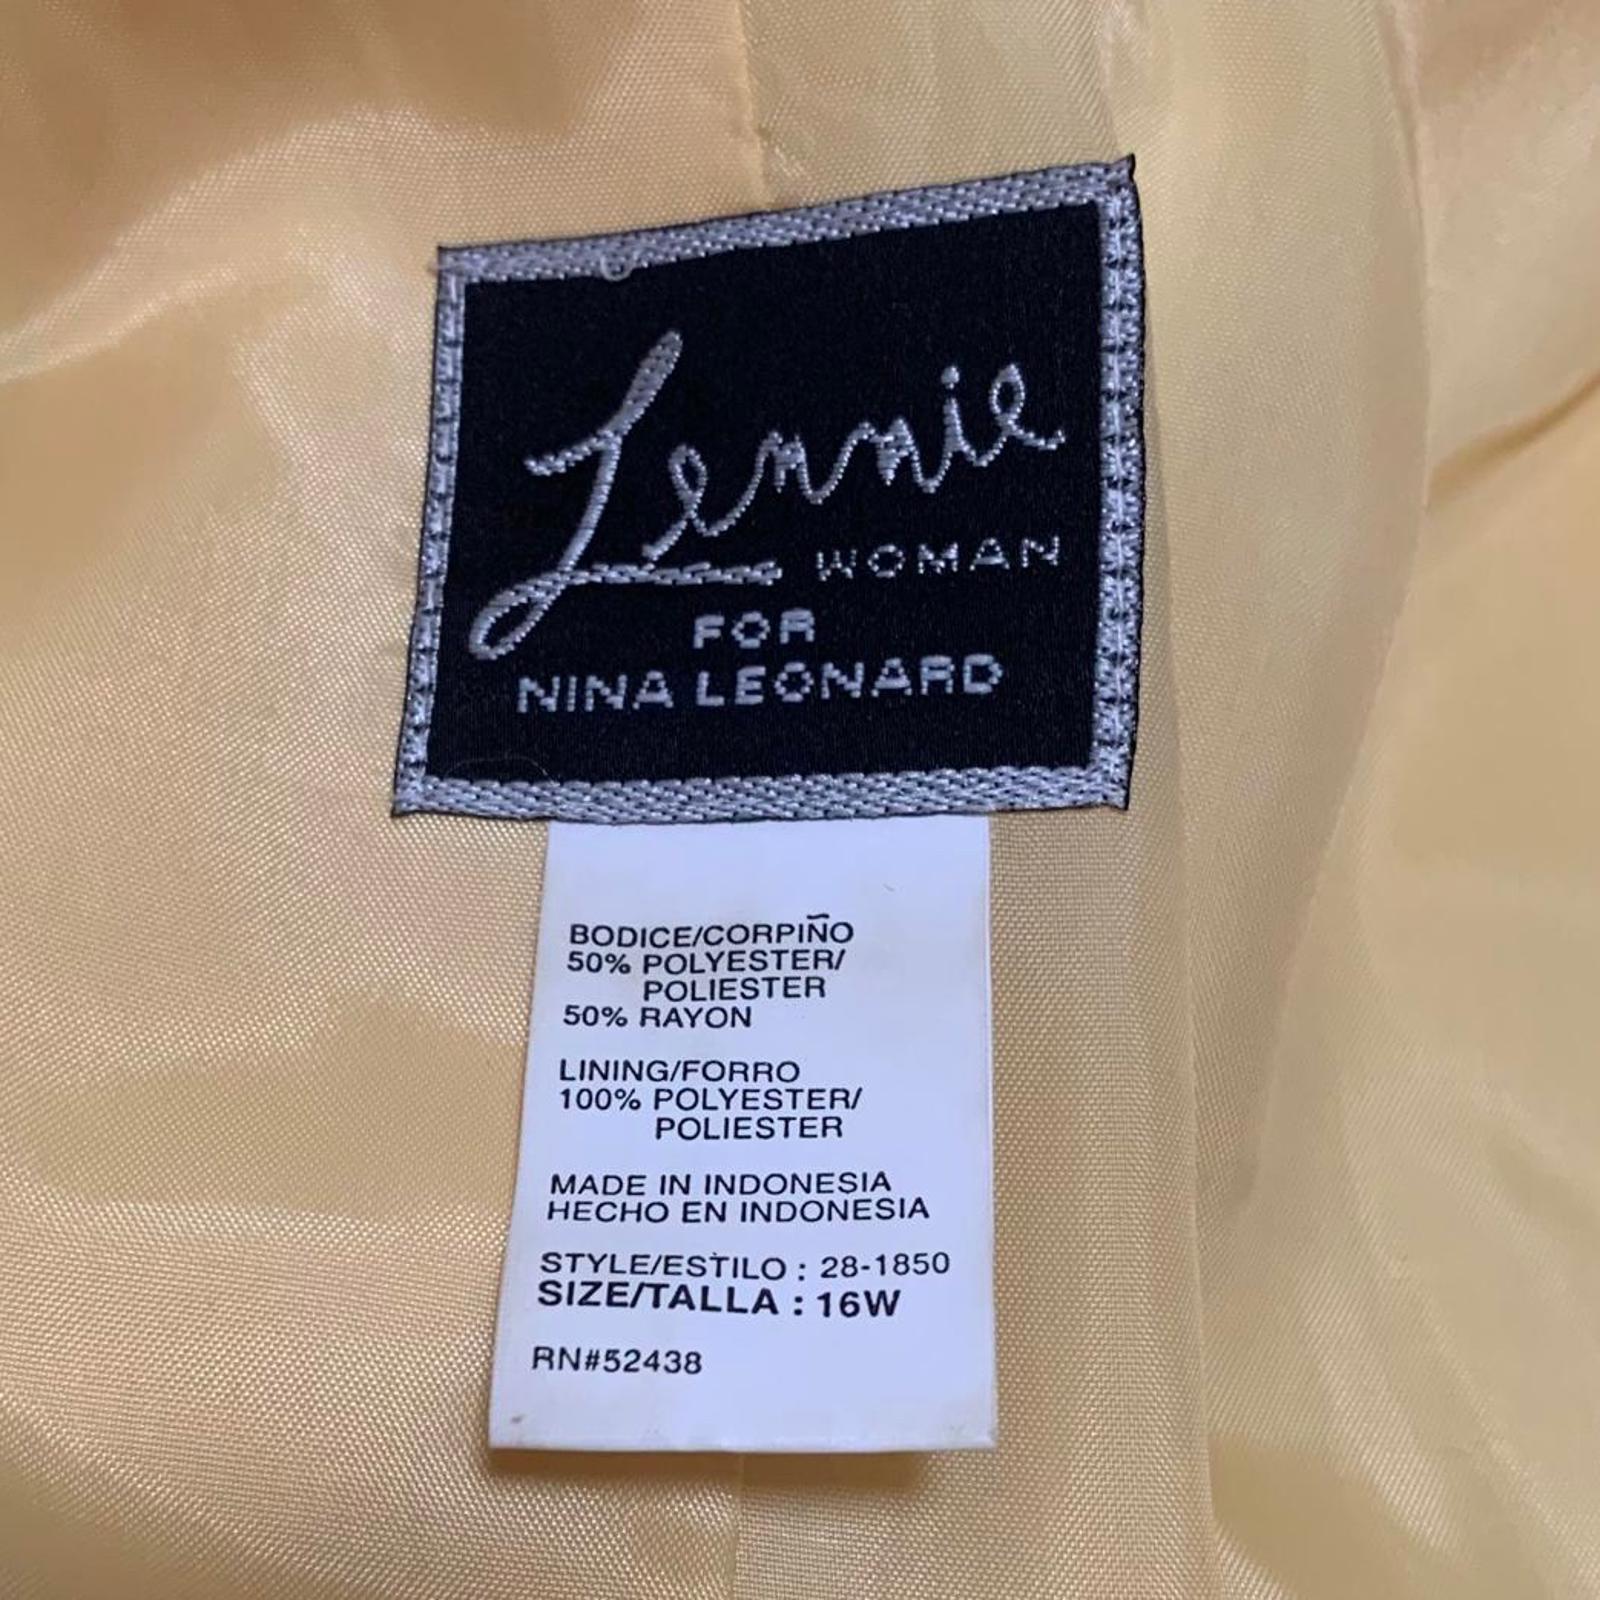 Lennie
WOMAN
FOR
NINA LEONARD
BODICE/CORPIÑO
50% POLYESTER/
POLIESTER
50% RAYON
LINING/FORRO
100% POLYESTER/
POLIESTER
MADE IN INDONESIA
HECHO EN INDONESIA
STYLE/ESTILO : 28-1850
SIZE/TALLA : 16W
RN#52438